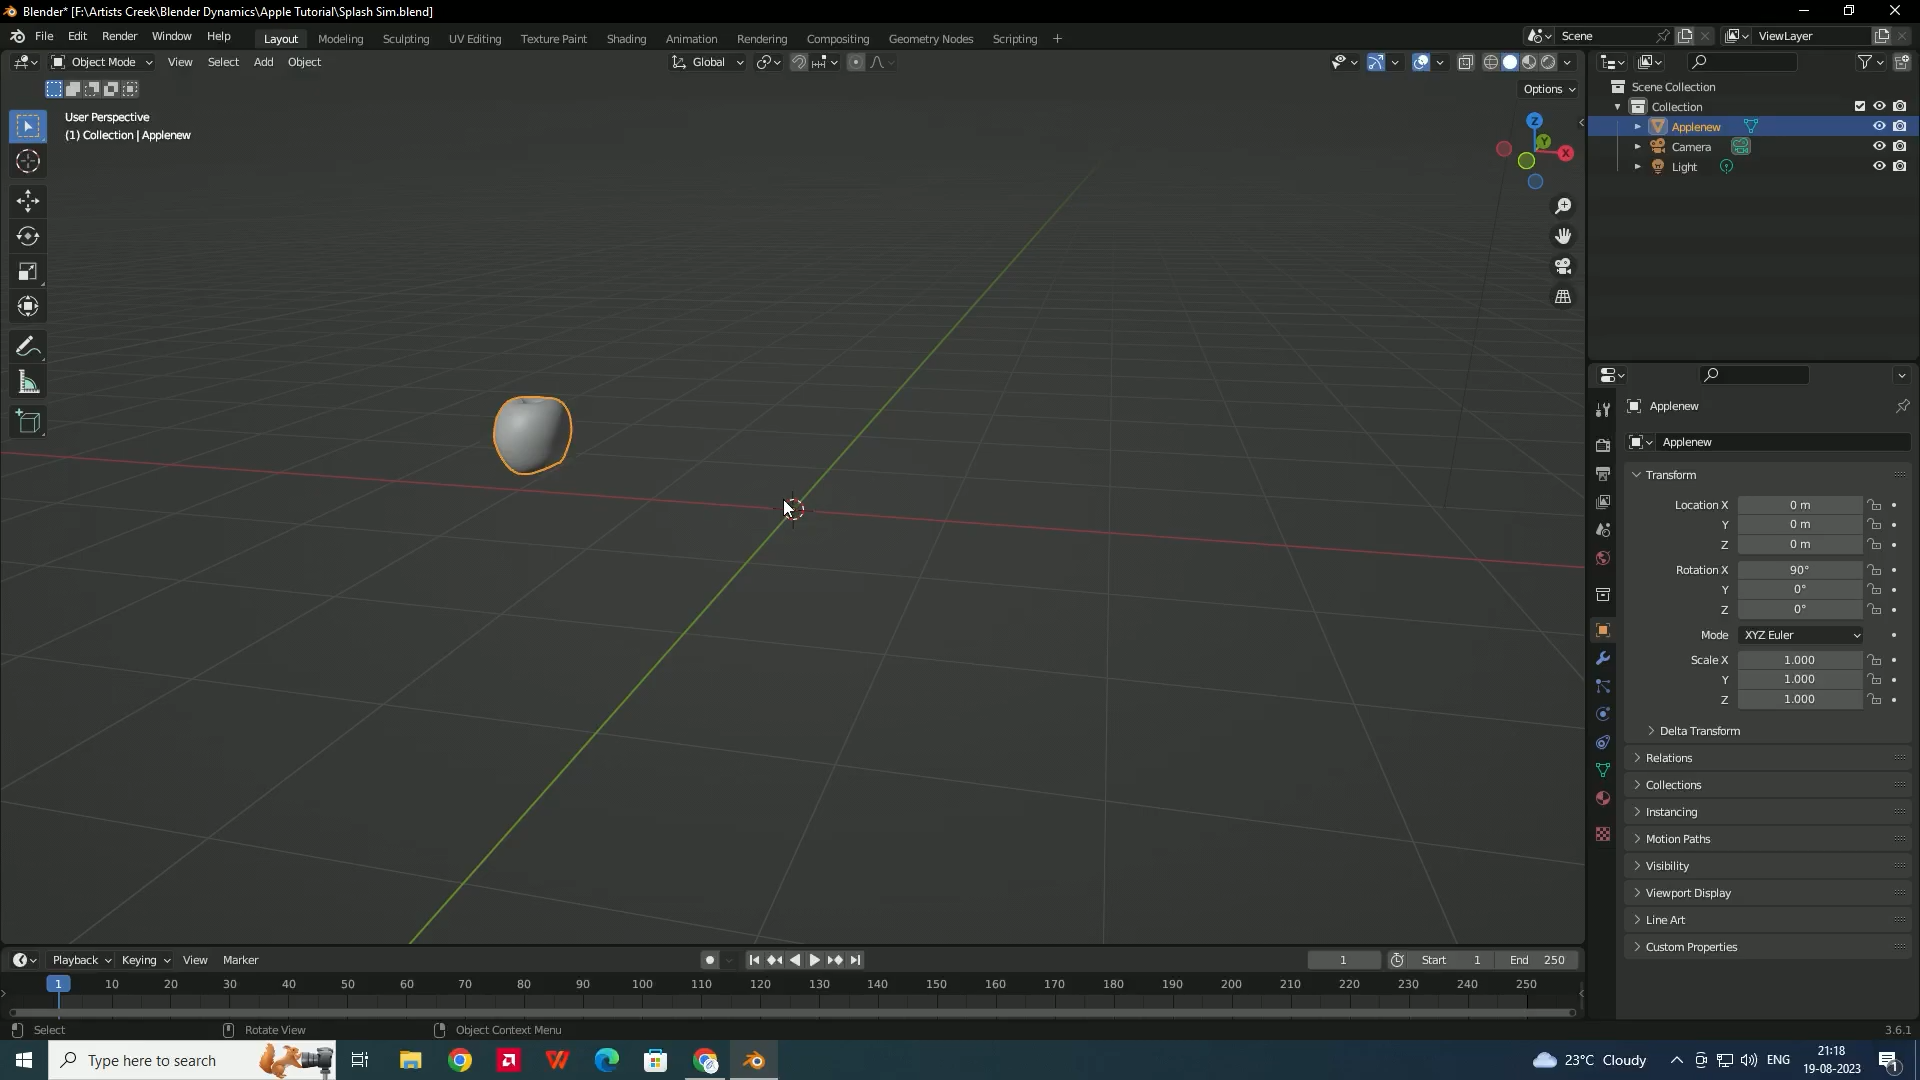 Blender* [F:\Artists Creek\Blender Dynamics\Apple Tutorial\Splash Sim.blend]
File Edit Render Window Help Layout Modeling Sculpting UV Editing Texture Paint Shading Animation Rendering Compositing Geometry Nodes Scripting + Scene ViewLayer
Object Mode View Select Add Object Global
Options
User Perspective
(1) Collection | Applenew
Z
Y
X
Scene Collection
Collection
Applenew
Camera
Light
Applenew
Applenew
Transform
Location X 0 m
Y 0 m
Z 0 m
Rotation X 90°
Y 0°
Z 0°
Mode XYZ Euler
Scale X 1.000
Y 1.000
Z 1.000
Delta Transform
Relations
Collections
Instancing
Motion Paths
Visibility
Viewport Display
Line Art
Custom Properties
Playback Keying View Marker 1 Start 1 End 250
1 10 20 30 40 50 60 70 80 90 100 110 120 130 140 150 160 170 180 190 200 210 220 230 240 250
Select Rotate View Object Context Menu 3.6.1
Type here to search 23°C Cloudy ENG 21:18
19-08-2023
1